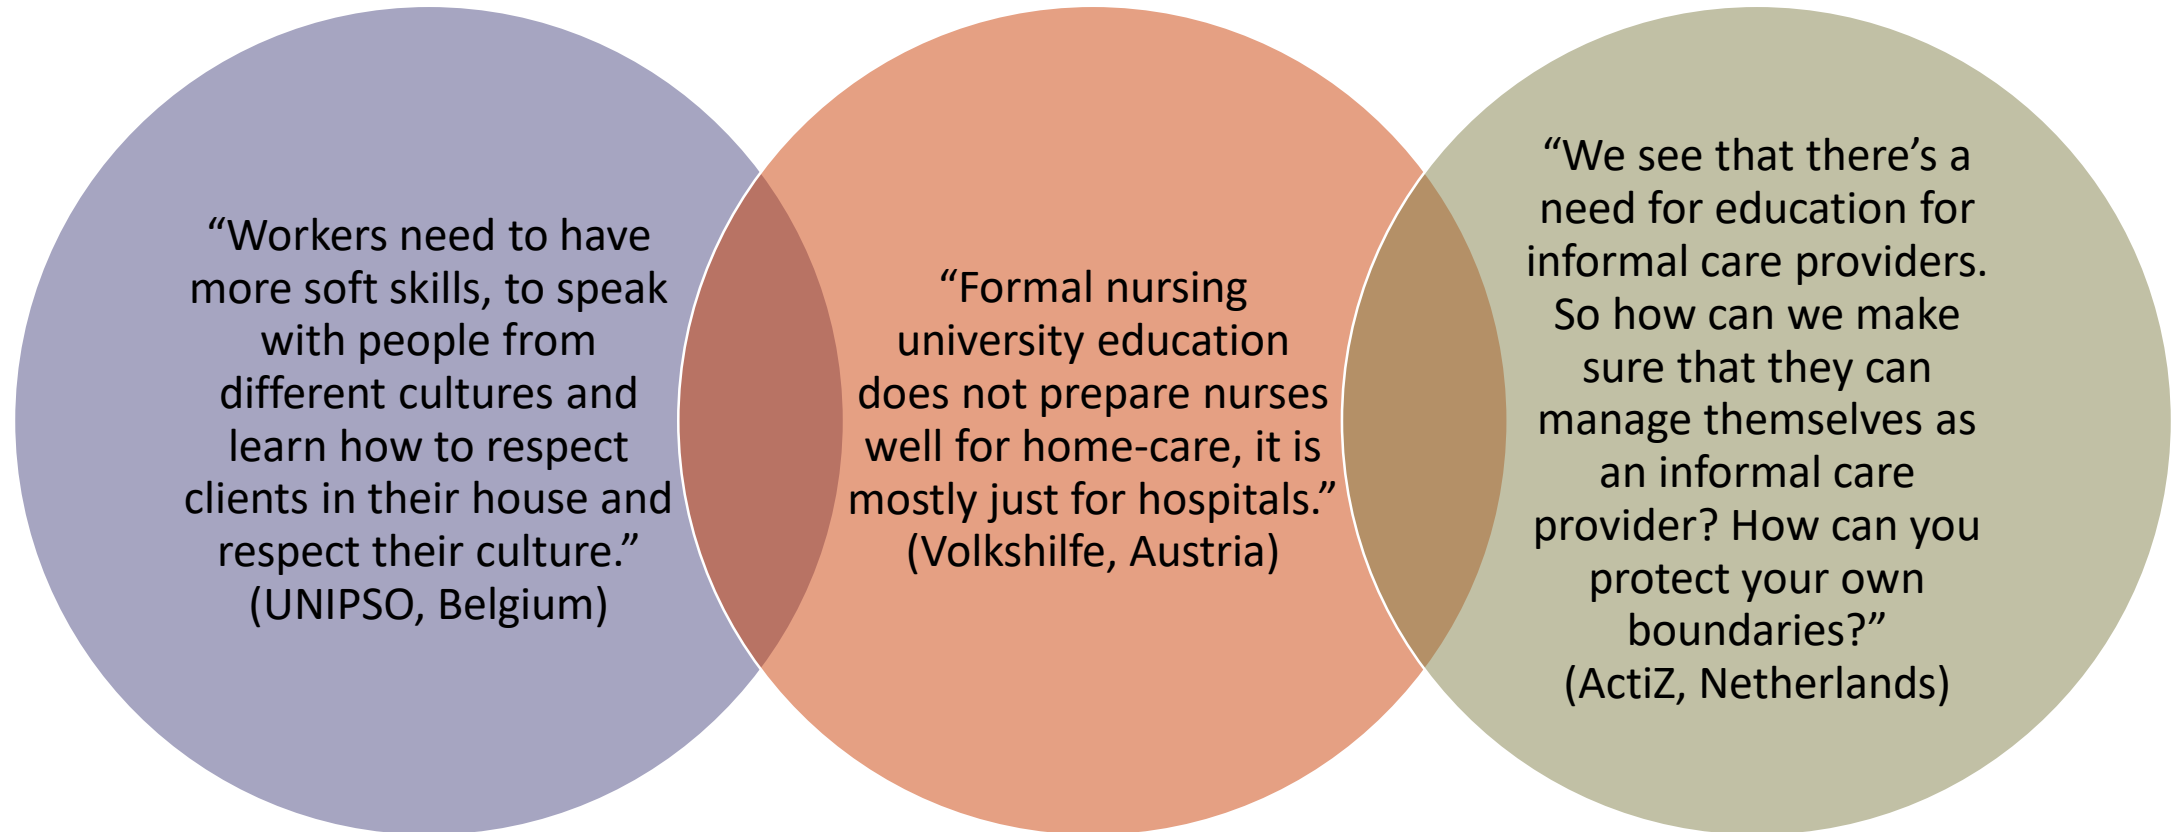 “Workers need to have
more soft skills, to speak
with people from
different cultures and
learn how to respect
clients in their house and
respect their culture.”
(UNIPSO, Belgium)
“Formal nursing
university education
does not prepare nurses
well for home-care, it is
mostly just for hospitals.”
(Volkshilfe, Austria)
“We see that there’s a
need for education for
informal care providers.
So how can we make
sure that they can
manage themselves as
an informal care
provider? How can you
protect your own
boundaries?”
(ActiZ, Netherlands)